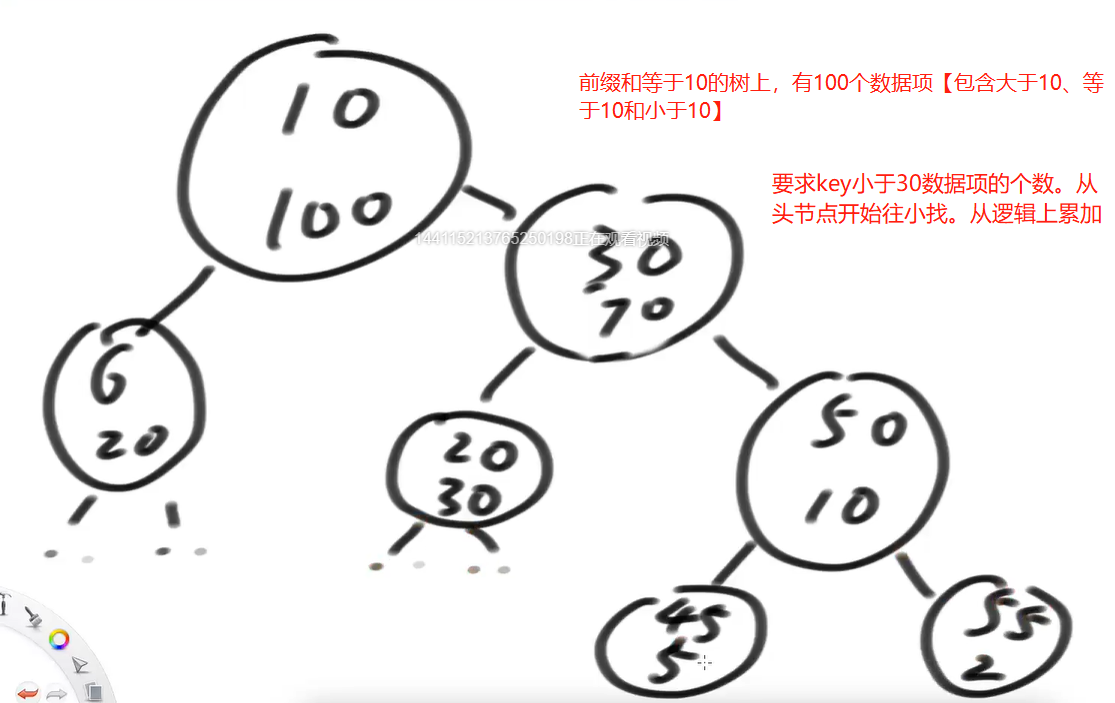 前缀和等于10的树上，有100个数据项【包含大于10、等
于10和小于10】
要求key小于30数据项的个数。从
头节点开始往小找。从逻辑上累加
10
100
144115213765250198正在观看视频
30
70
6
20
20
30
50
10
45
5
55
2